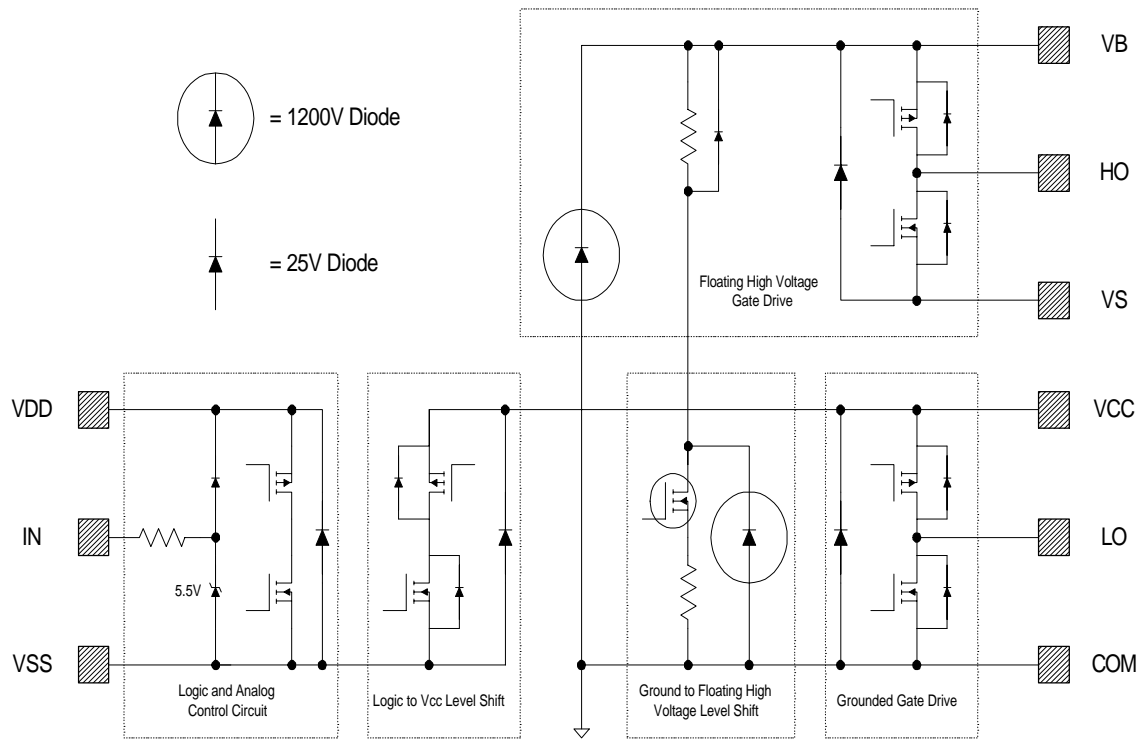 VB
= 1200V Diode
HO
= 25V Diode
Floating High Voltage
Gate Drive
VS
VDD
VCC
IN
LO
5.5V
VSS
COM
Logic and Analog
Control Circuit
Logic to Vcc Level Shift
Ground to Floating High
Voltage Level Shift
Grounded Gate Drive